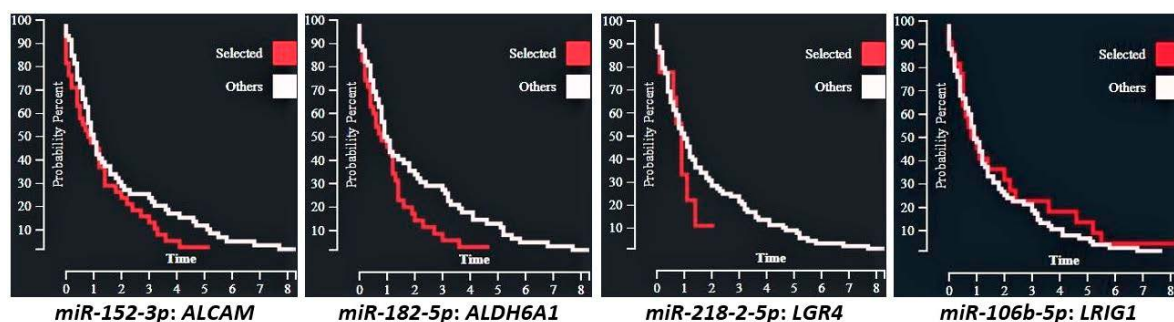 100
90
80
70
60
50
40
30
20
10
Probability Percent
Selected
Others
Time
0 1 2 3 4 5 6 7 8
miR-152-3p: ALCAM
100
90
80
70
60
50
40
30
20
10
Probability Percent
Selected
Others
Time
0 1 2 3 4 5 6 7 8
miR-182-5p: ALDH6A1
100
90
80
70
60
50
40
30
20
10
Probability Percent
Selected
Others
Time
0 1 2 3 4 5 6 7 8
miR-218-2-5p: LGR4
100
90
80
70
60
50
40
30
20
10
Probability Percent
Selected
Others
Time
0 1 2 3 4 5 6 7 8
miR-106b-5p: LRIG1